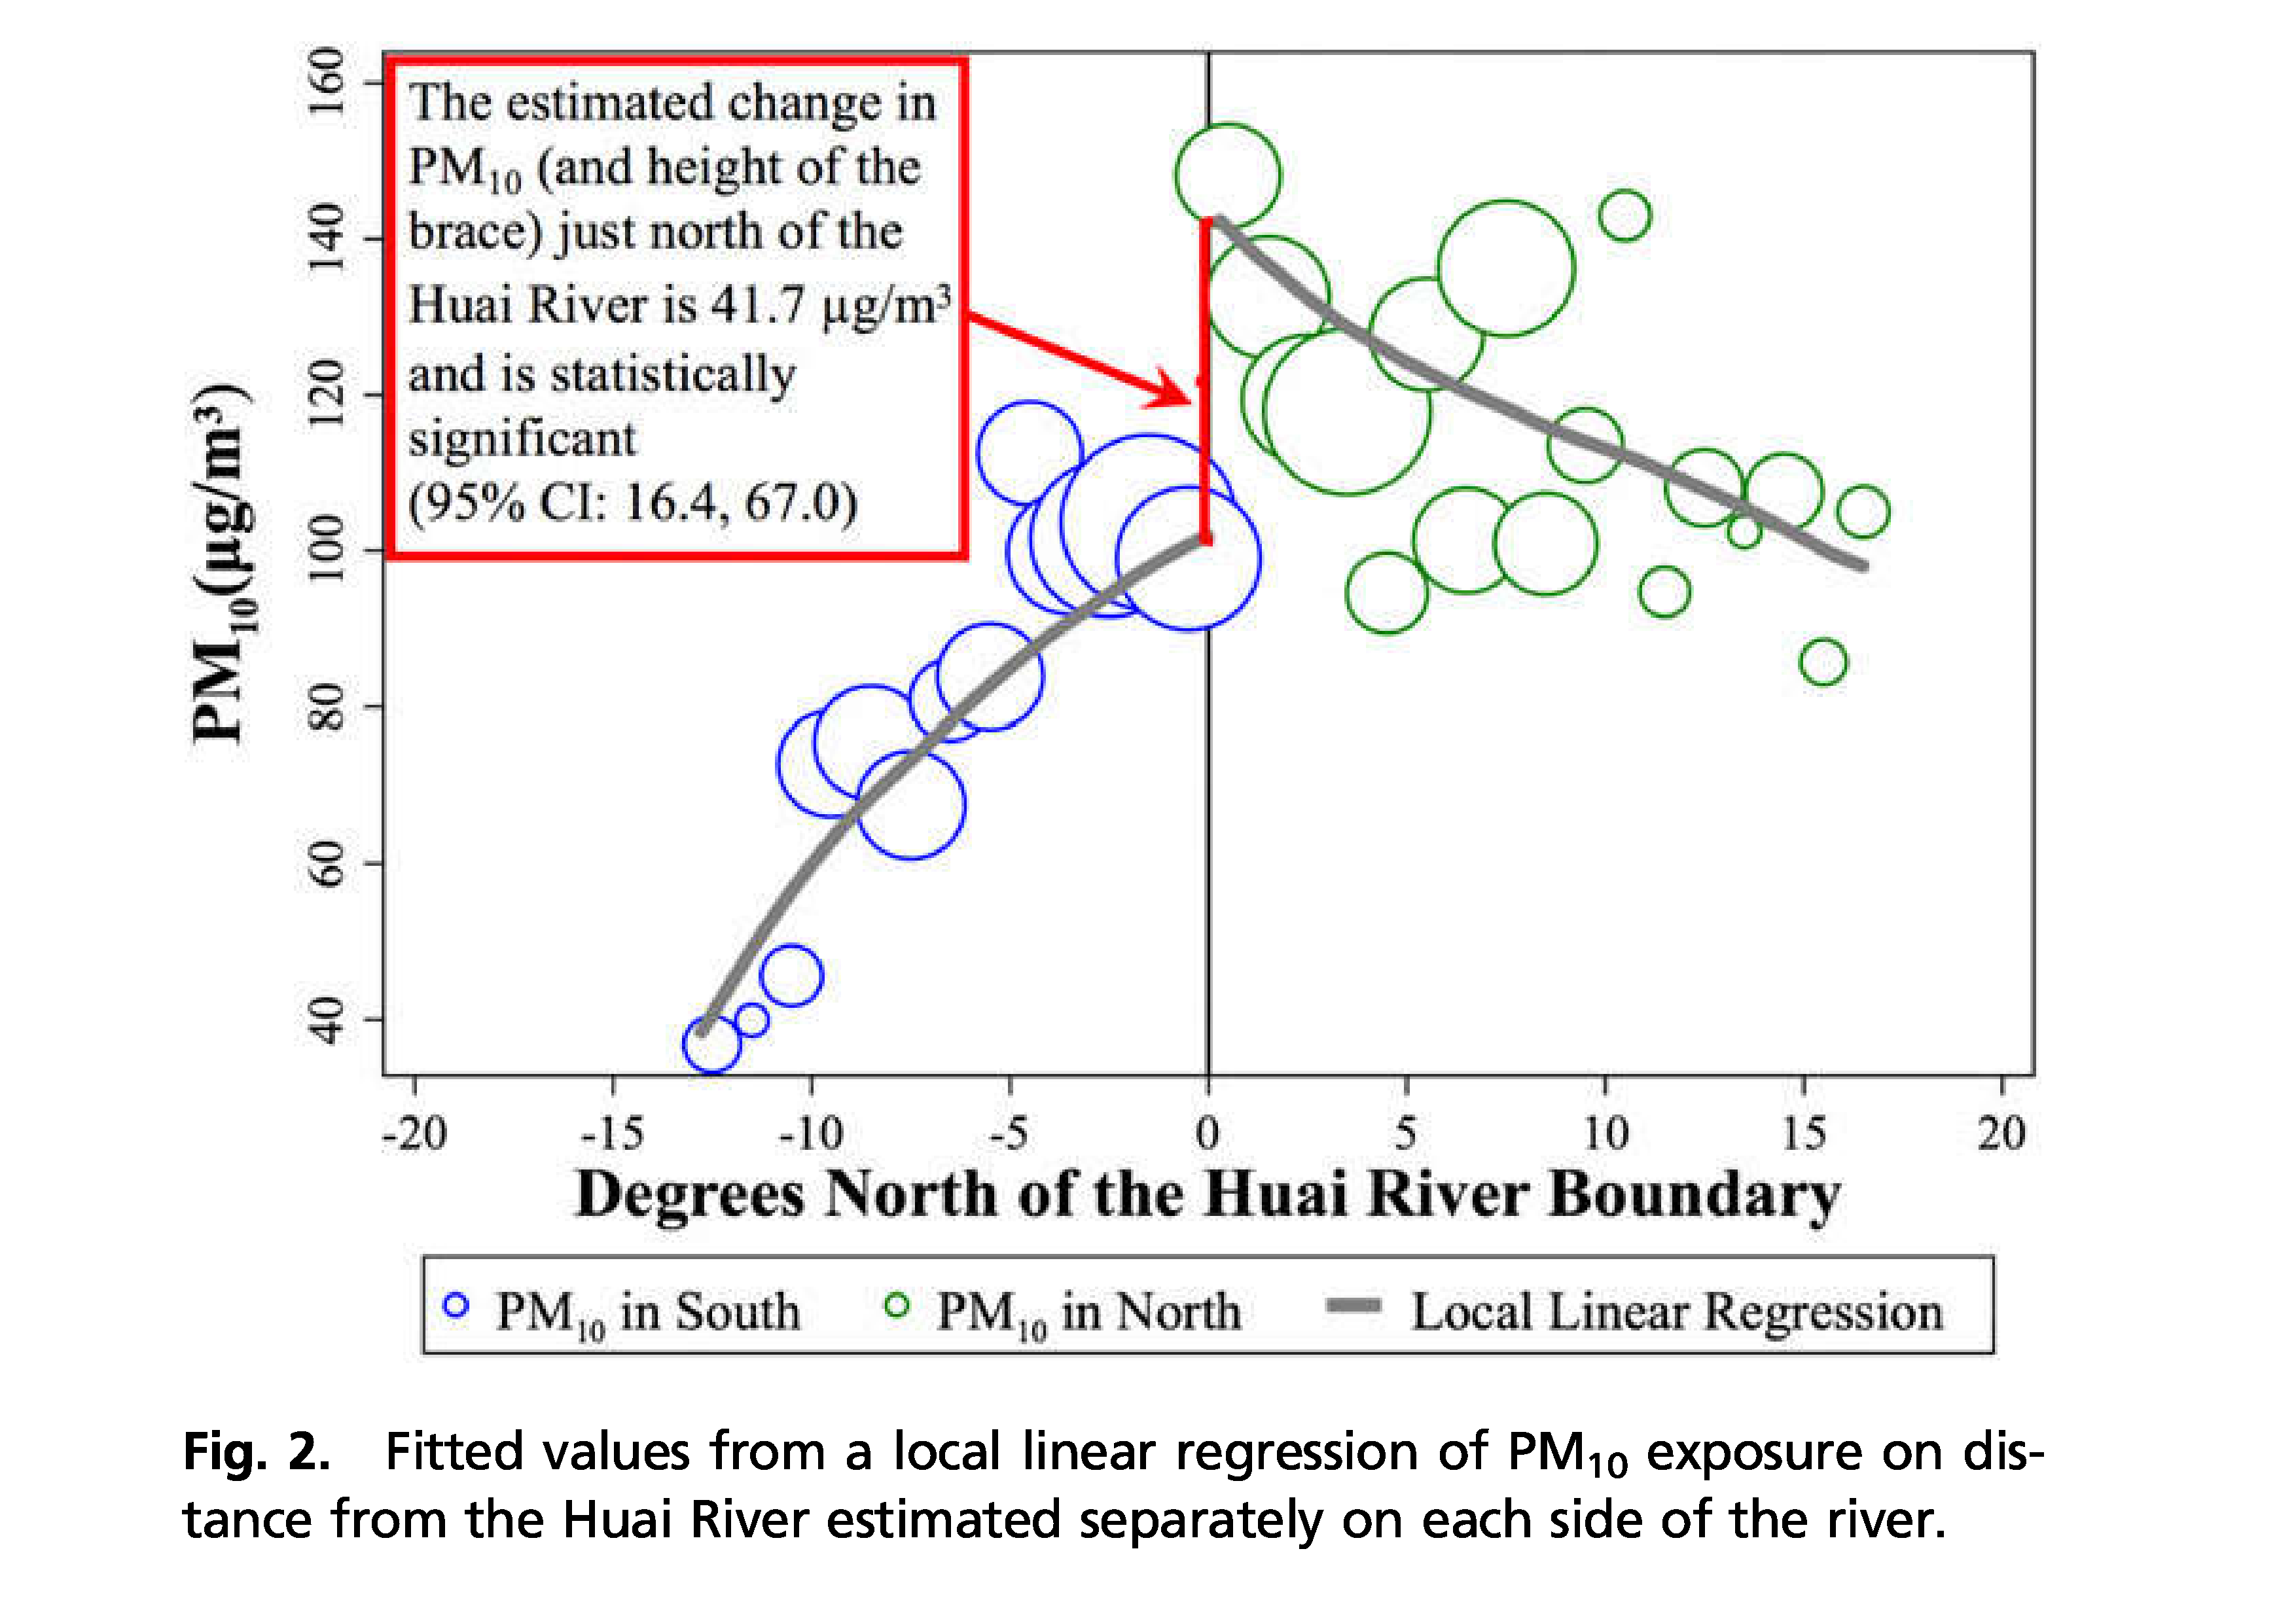 The estimated change in
PM₁₀ (and height of the
brace) just north of the
Huai River is 41.7 µg/m³
and is statistically
significant
(95% CI: 16.4, 67.0)
PM₁₀(µg/m³)
160
140
120
100
80
60
40
-20 -15 -10 -5 0 5 10 15 20
Degrees North of the Huai River Boundary
PM₁₀ in South PM₁₀ in North Local Linear Regression
Fig. 2. Fitted values from a local linear regression of PM₁₀ exposure on dis-
tance from the Huai River estimated separately on each side of the river.